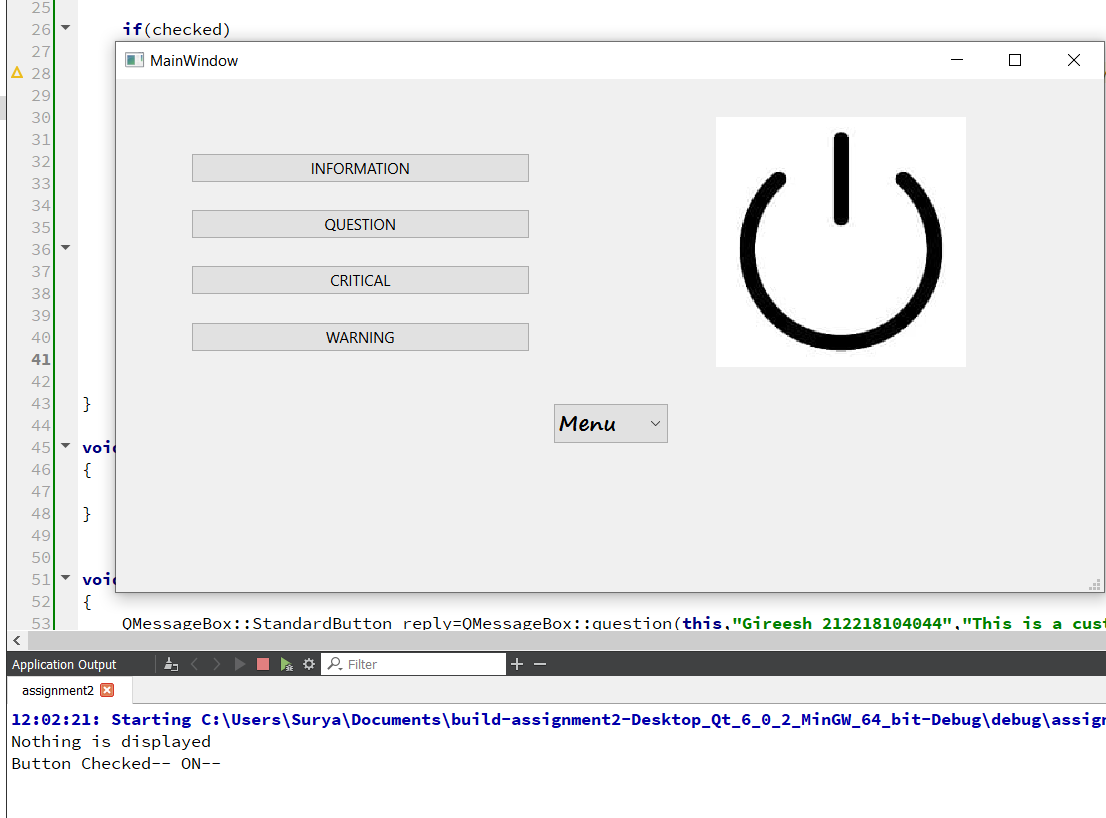 25
26 if(checked)
27
MainWindow
28
29
30
31
INFORMATION
32
33
34
QUESTION
35
36
37
CRITICAL
38
39
40
WARNING
41
42
43 }
Menu
44
45 void
46 {
47
48 }
49
50
51 void
52 {
53 QMessageBox::StandardButton reply=QMessageBox::question(this,"Gireesh 212218104044","This is a cust
Application Output
Filter
assignment2
12:02:21: Starting C:\Users\Surya\Documents\build-assignment2-Desktop_Qt_6_0_2_MinGW_64_bit-Debug\debug\assign
Nothing is displayed
Button Checked-- ON--